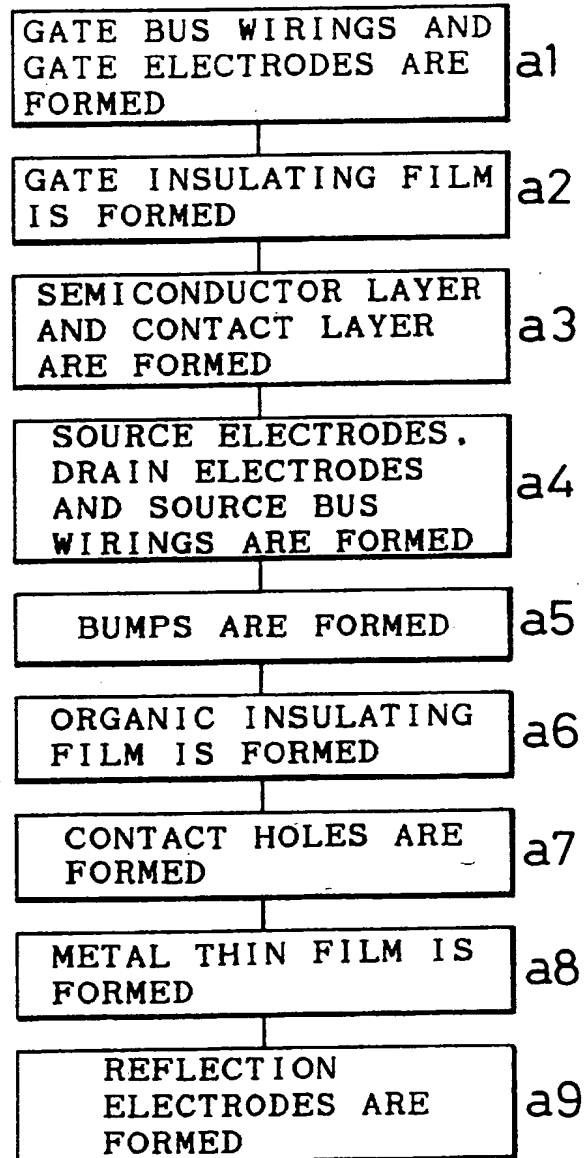 GATE BUS WIRINGS AND
GATE ELECTRODES ARE
FORMED
a1
GATE INSULATING FILM
IS FORMED
a2
SEMICONDUCTOR LAYER
AND CONTACT LAYER
ARE FORMED
a3
SOURCE ELECTRODES.
DRAIN ELECTRODES
AND SOURCE BUS
WIRINGS ARE FORMED
a4
BUMPS ARE FORMED
a5
ORGANIC INSULATING
FILM IS FORMED
a6
CONTACT HOLES ARE
FORMED
a7
METAL THIN FILM IS
FORMED
a8
REFLECTION
ELECTRODES ARE
FORMED
a9